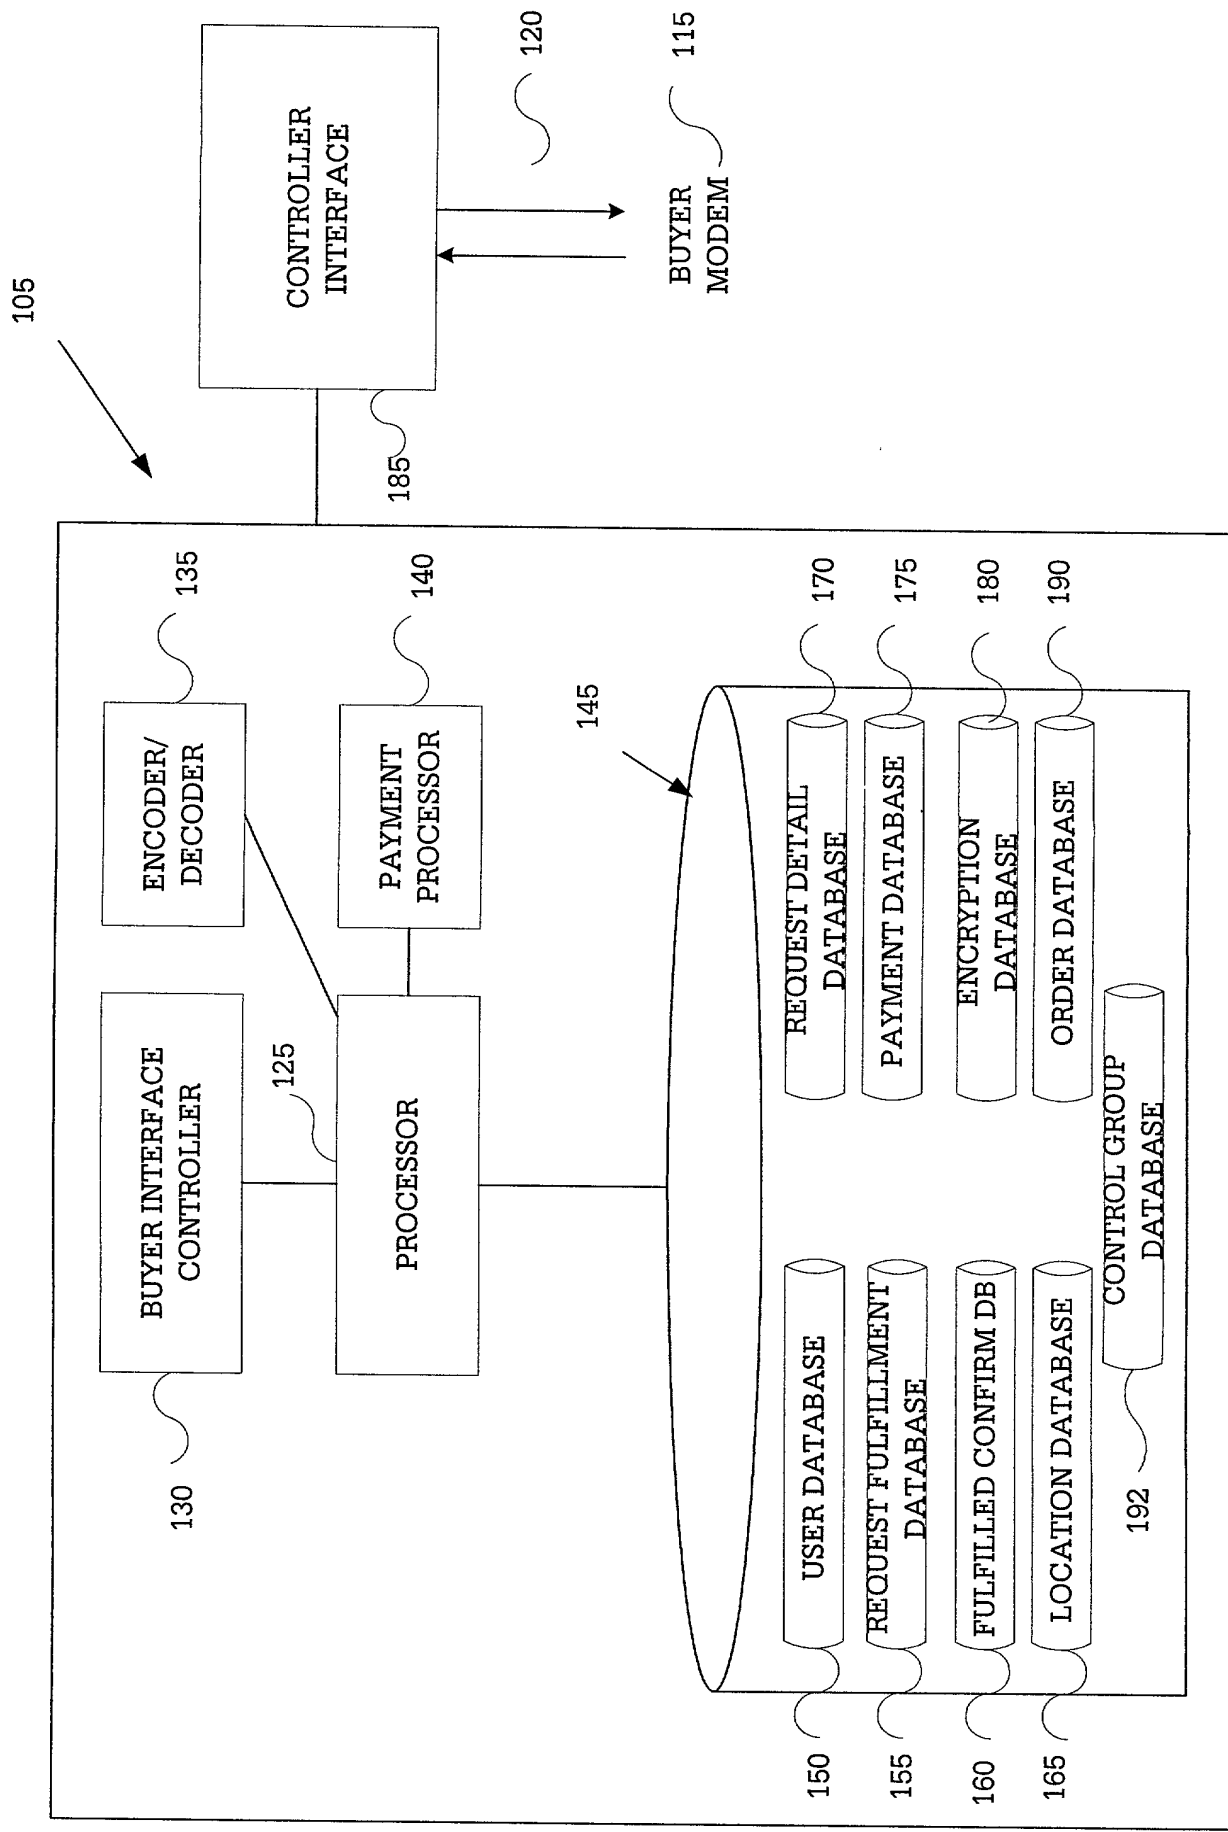 105
BUYER INTERFACE
CONTROLLER
130
ENCODER/
DECODER
135
CONTROLLER
INTERFACE
185
120
BUYER
MODEM
115
125
PROCESSOR
PAYMENT
PROCESSOR
140
145
150
USER DATABASE
REQUEST DETAIL
DATABASE
170
155
REQUEST FULFILLMENT
DATABASE
PAYMENT DATABASE
175
160
FULFILLED CONFIRM DB
ENCRYPTION
DATABASE
180
165
LOCATION DATABASE
ORDER DATABASE
190
192
CONTROL GROUP
DATABASE